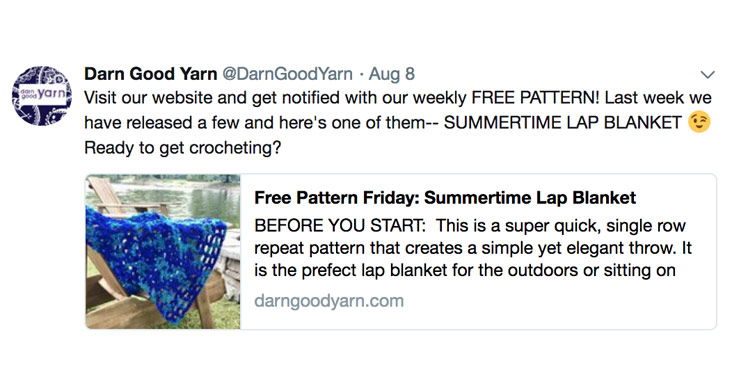 darn good yarn
Darn Good Yarn @DarnGoodYarn · Aug 8
Visit our website and get notified with our weekly FREE PATTERN! Last week we
have released a few and here's one of them-- SUMMERTIME LAP BLANKET 😉
Ready to get crocheting?
Free Pattern Friday: Summertime Lap Blanket
BEFORE YOU START: This is a super quick, single row
repeat pattern that creates a simple yet elegant throw. It
is the prefect lap blanket for the outdoors or sitting on
darngoodyarn.com